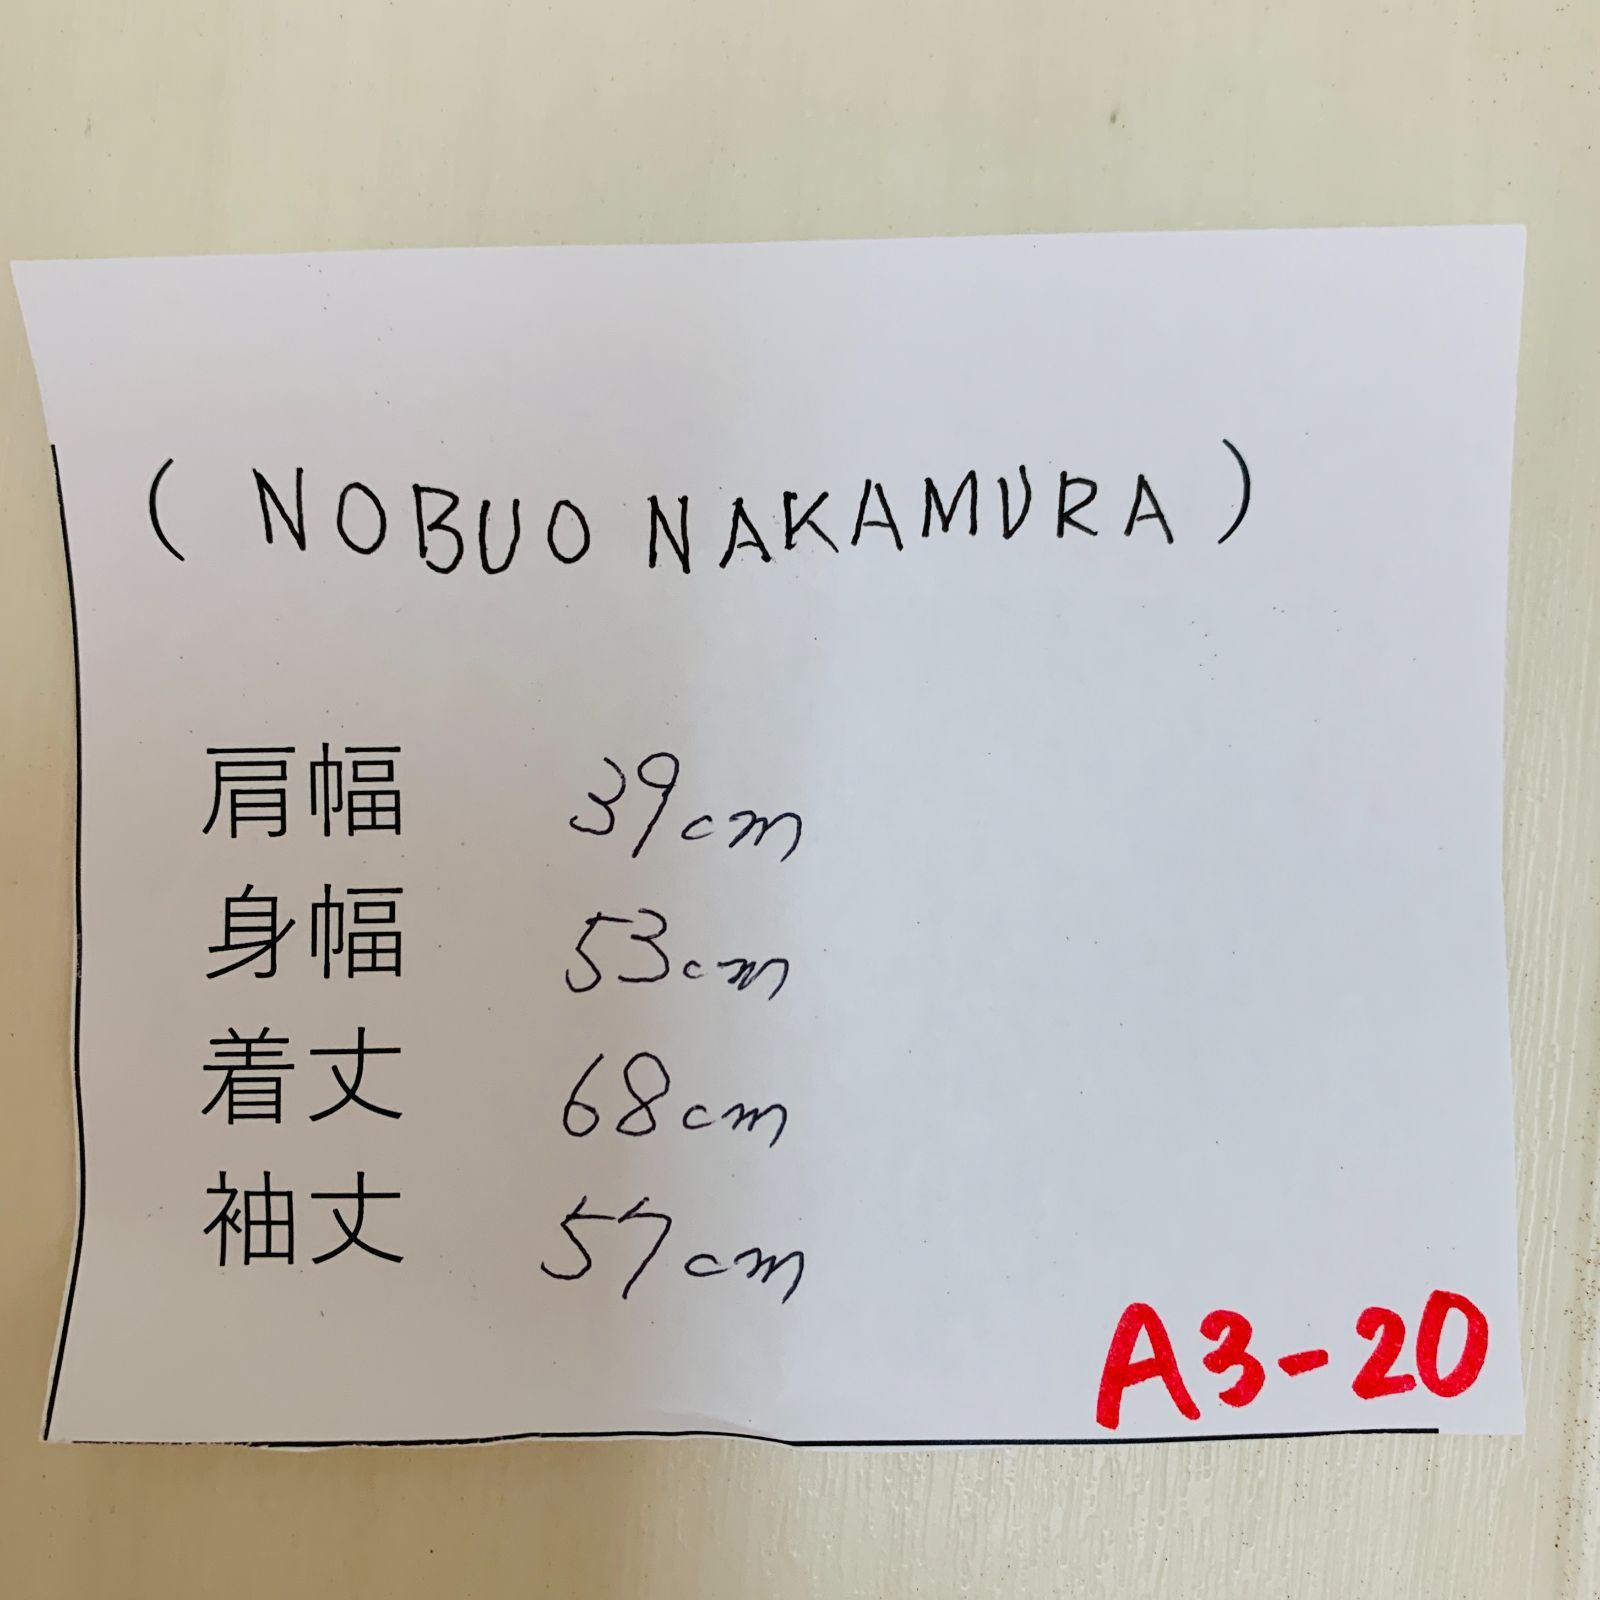 ( NOBUO NAKAMURA )
肩幅 39cm
身幅 53cm
着丈 68cm
袖丈 57cm
A3-20